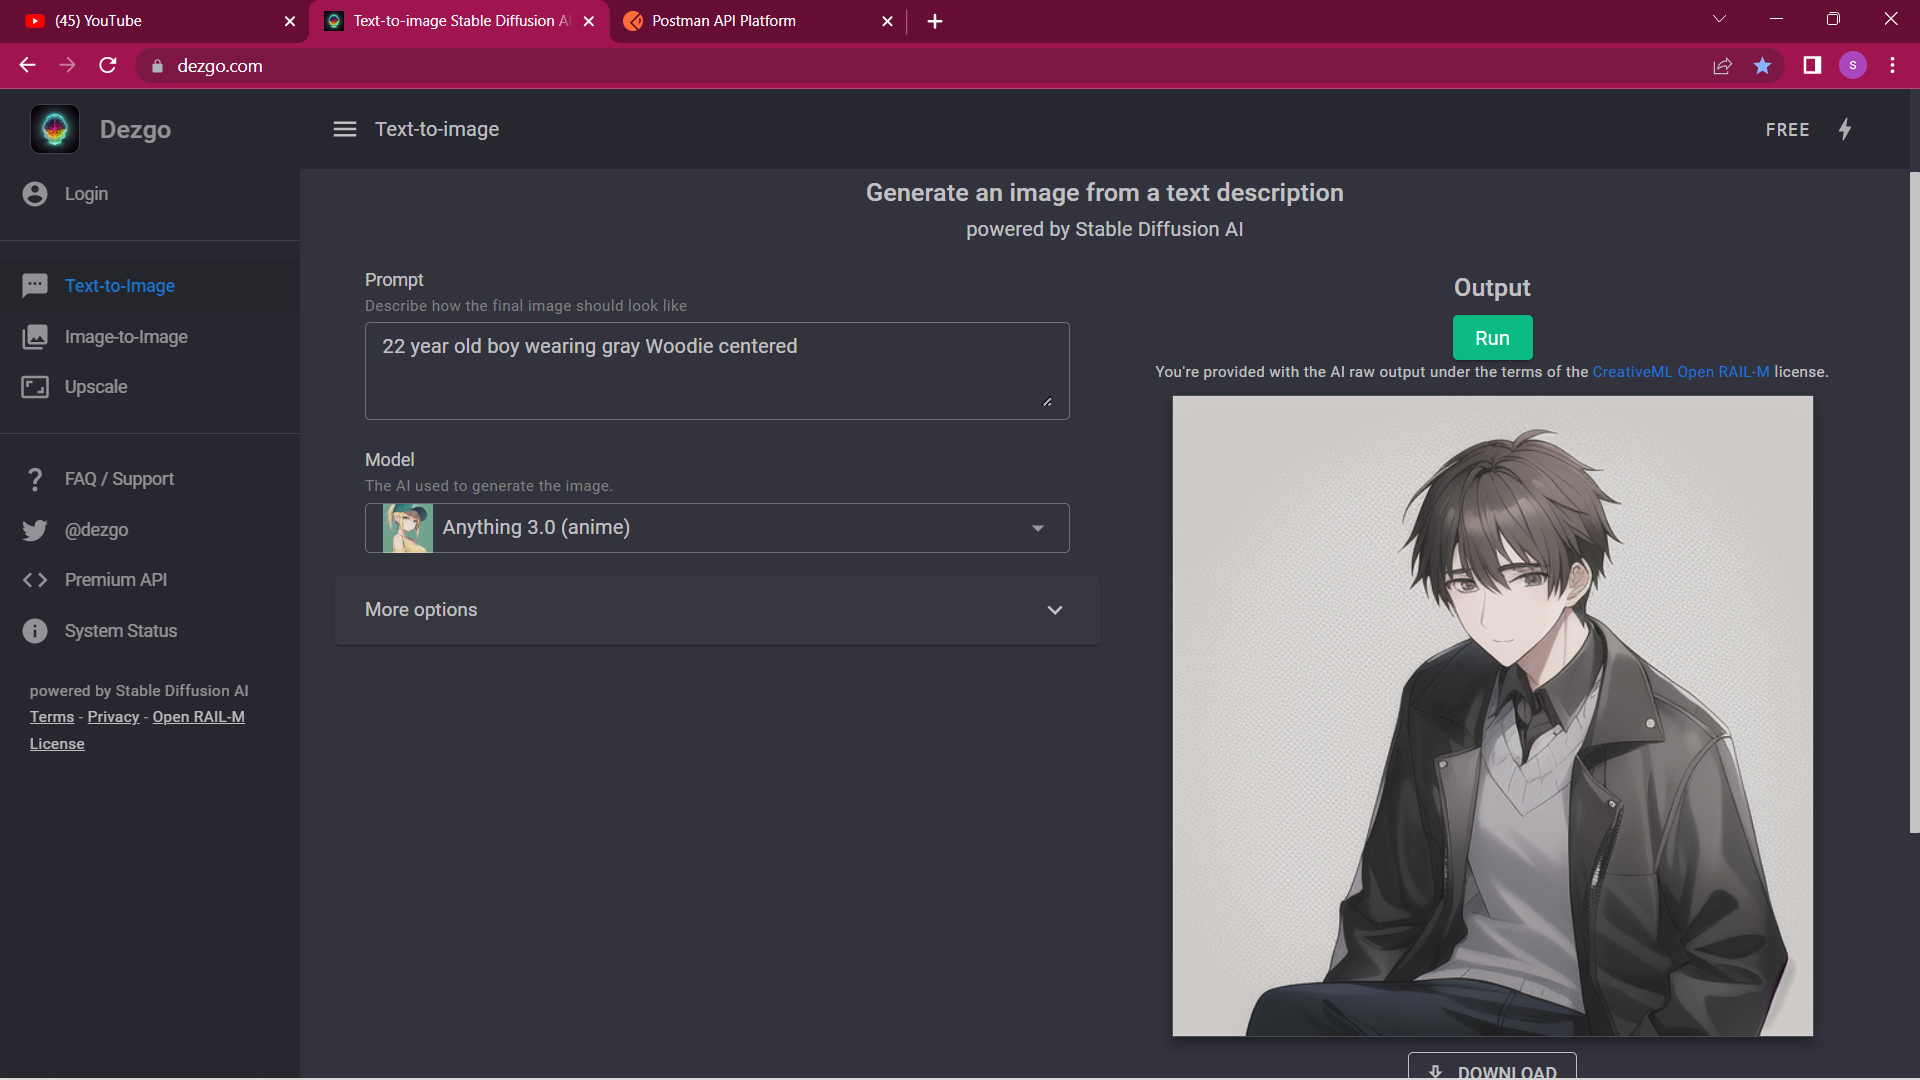 (45) YouTube
Text-to-image Stable Diffusion AI
Postman API Platform
dezgo.com
S
Dezgo
Text-to-image
FREE
Login
Text-to-Image
Image-to-Image
Upscale
FAQ / Support
@dezgo
Premium API
System Status
powered by Stable Diffusion AI
Terms - Privacy - Open RAIL-M
License
Generate an image from a text description
powered by Stable Diffusion AI
Prompt
Describe how the final image should look like
22 year old boy wearing gray Woodie centered
Model
The AI used to generate the image.
Anything 3.0 (anime)
More options
Output
Run
You're provided with the AI raw output under the terms of the CreativeML Open RAIL-M license.
DOWNLOAD